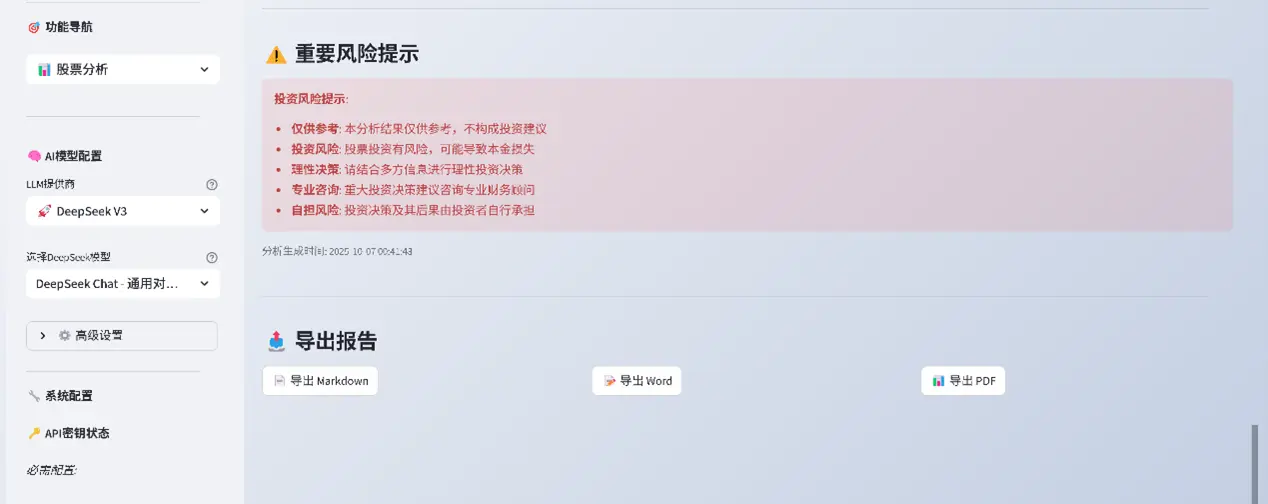 功能导航
股票分析
AI模型配置
LLM提供商
DeepSeek V3
选择DeepSeek模型
DeepSeek Chat - 通用对...
高级设置
系统配置
API密钥状态
必需配置:
重要风险提示
投资风险提示:
仅供参考: 本分析结果仅供参考，不构成投资建议
投资风险: 股票投资有风险，可能导致本金损失
理性决策: 请结合多方信息进行理性投资决策
专业咨询: 重大投资决策建议咨询专业财务顾问
自担风险: 投资决策及其后果由投资者自行承担
分析生成时间: 2025-10-07 00:41:43
导出报告
导出 Markdown
导出 Word
导出 PDF